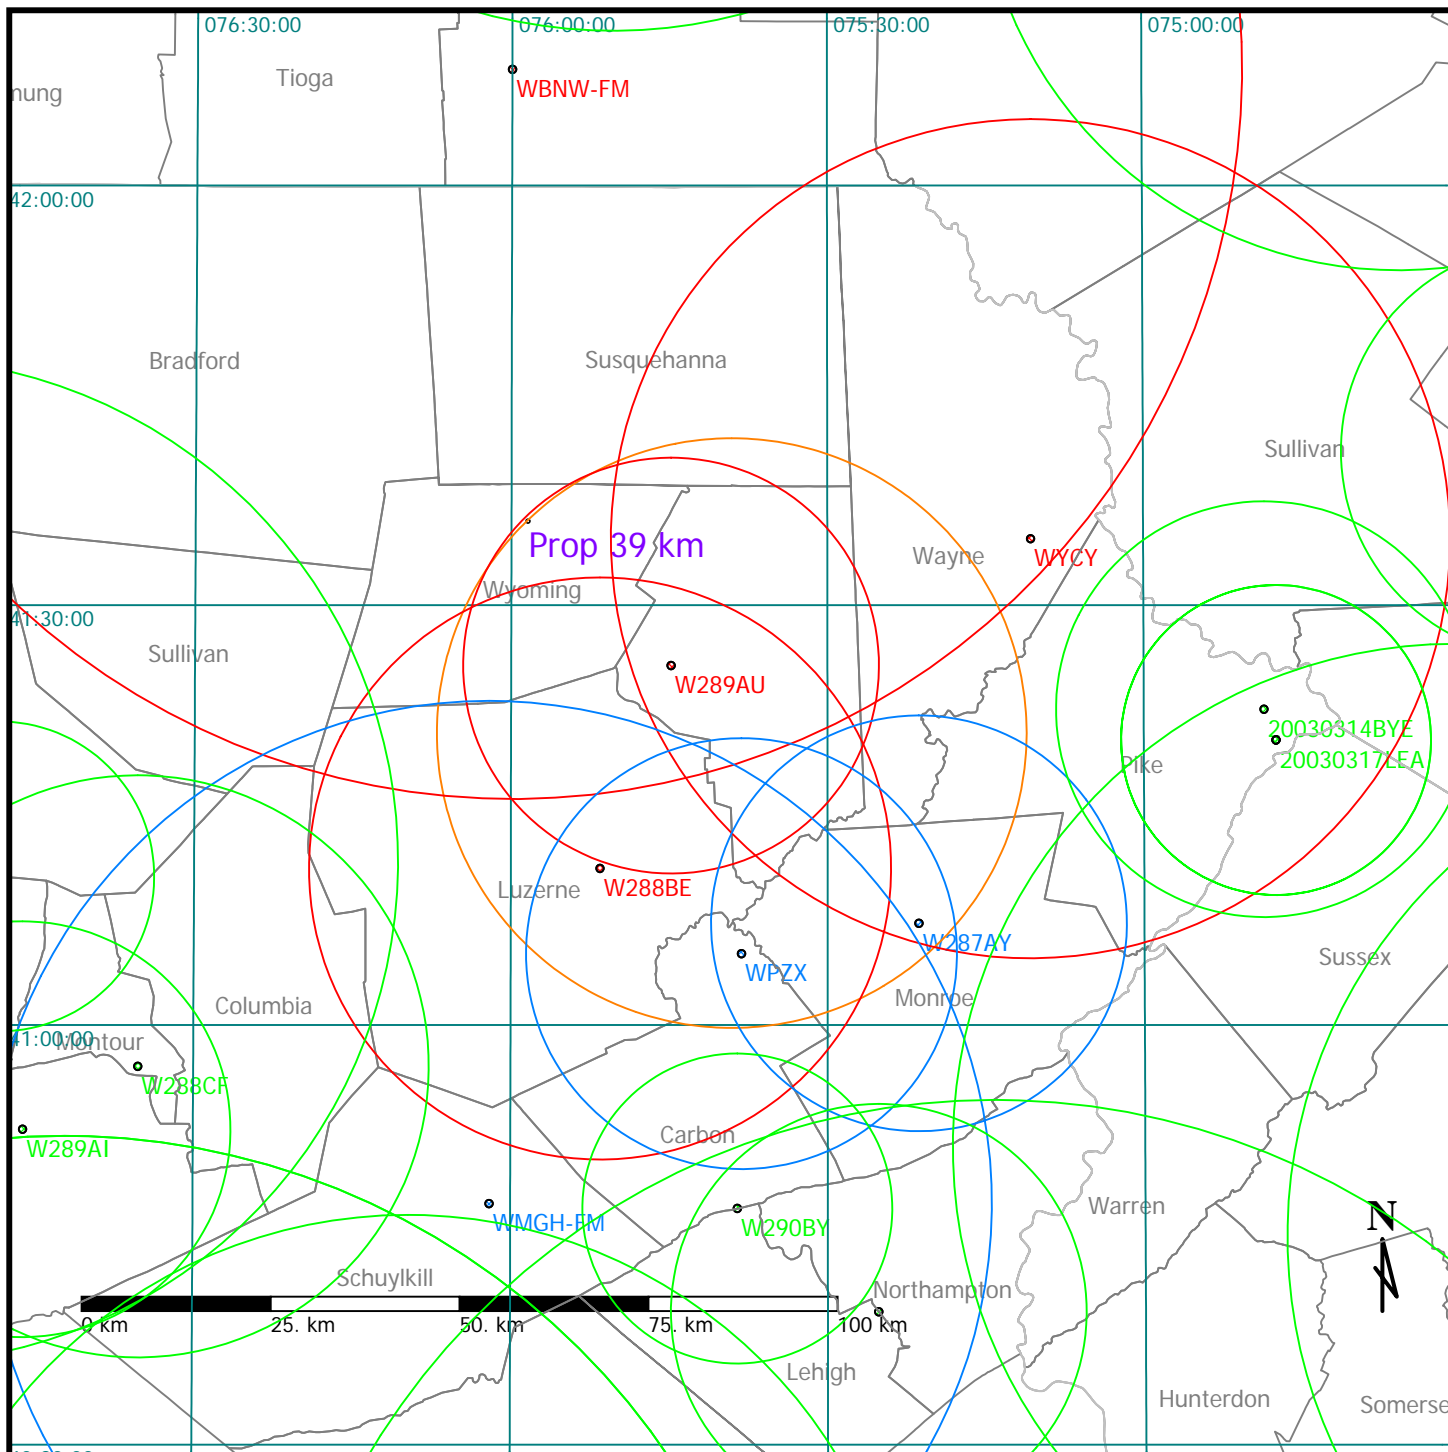 076:30:00
076:00:00
075:30:00
075:00:00
Tioga
WBNW-FM
nung
42:00:00
Bradford
Susquehanna
Sullivan
Prop 39 km
Wayne
WYCY
Wyoming
41:30:00
Sullivan
W289AU
20030314BYE
20030317LEA
Pike
Luzerne
W288BE
W287AY
WPZX
Sussex
Monroe
Columbia
41:00:00
Montour
W288CF
W289AI
Carbon
Warren
N
WMGH-FM
W290BY
Schuylkill
Northampton
0 km
25. km
50. km
75. km
100 km
Lehigh
Hunterdon
Somerse